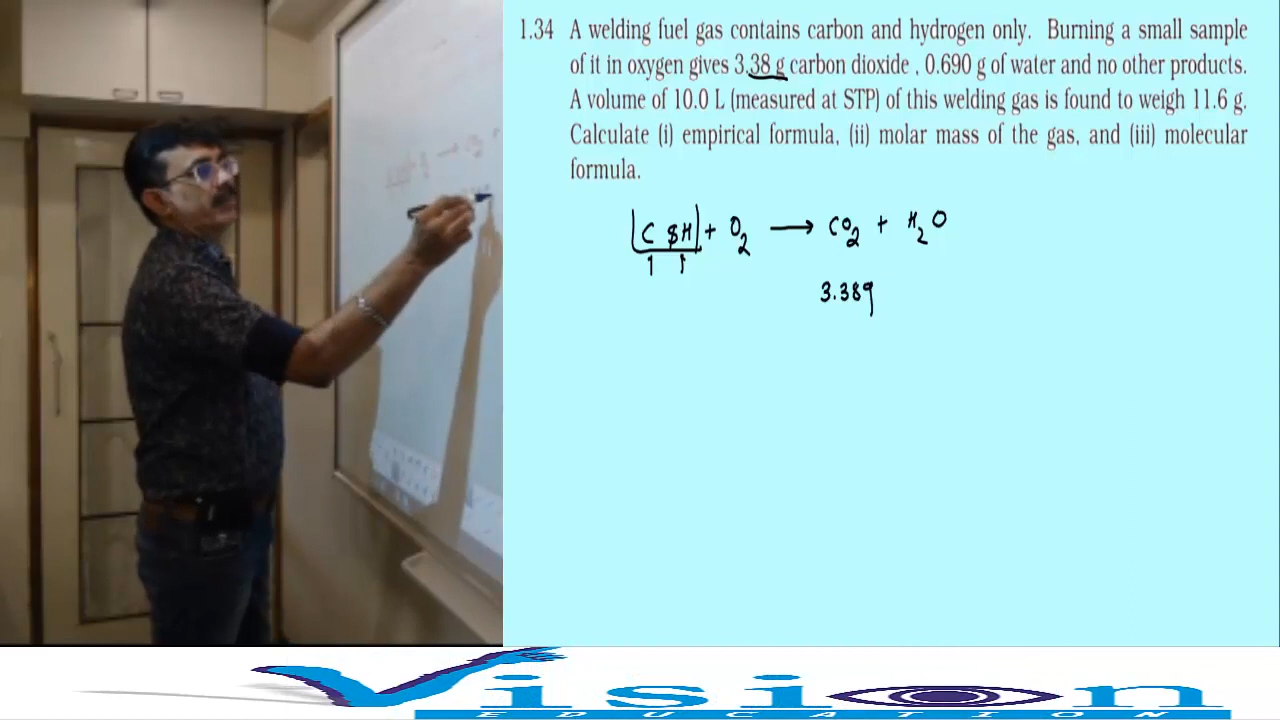 1.34 A welding fuel gas contains carbon and hydrogen only. Burning a small sample
of it in oxygen gives 3.38 g carbon dioxide , 0.690 g of water and no other products.
A volume of 10.0 L (measured at STP) of this welding gas is found to weigh 11.6 g.
Calculate (i) empirical formula, (ii) molar mass of the gas, and (iii) molecular
formula.
C $H + O2 → CO2 + H2O
3.38g
Vision
EDUCATION